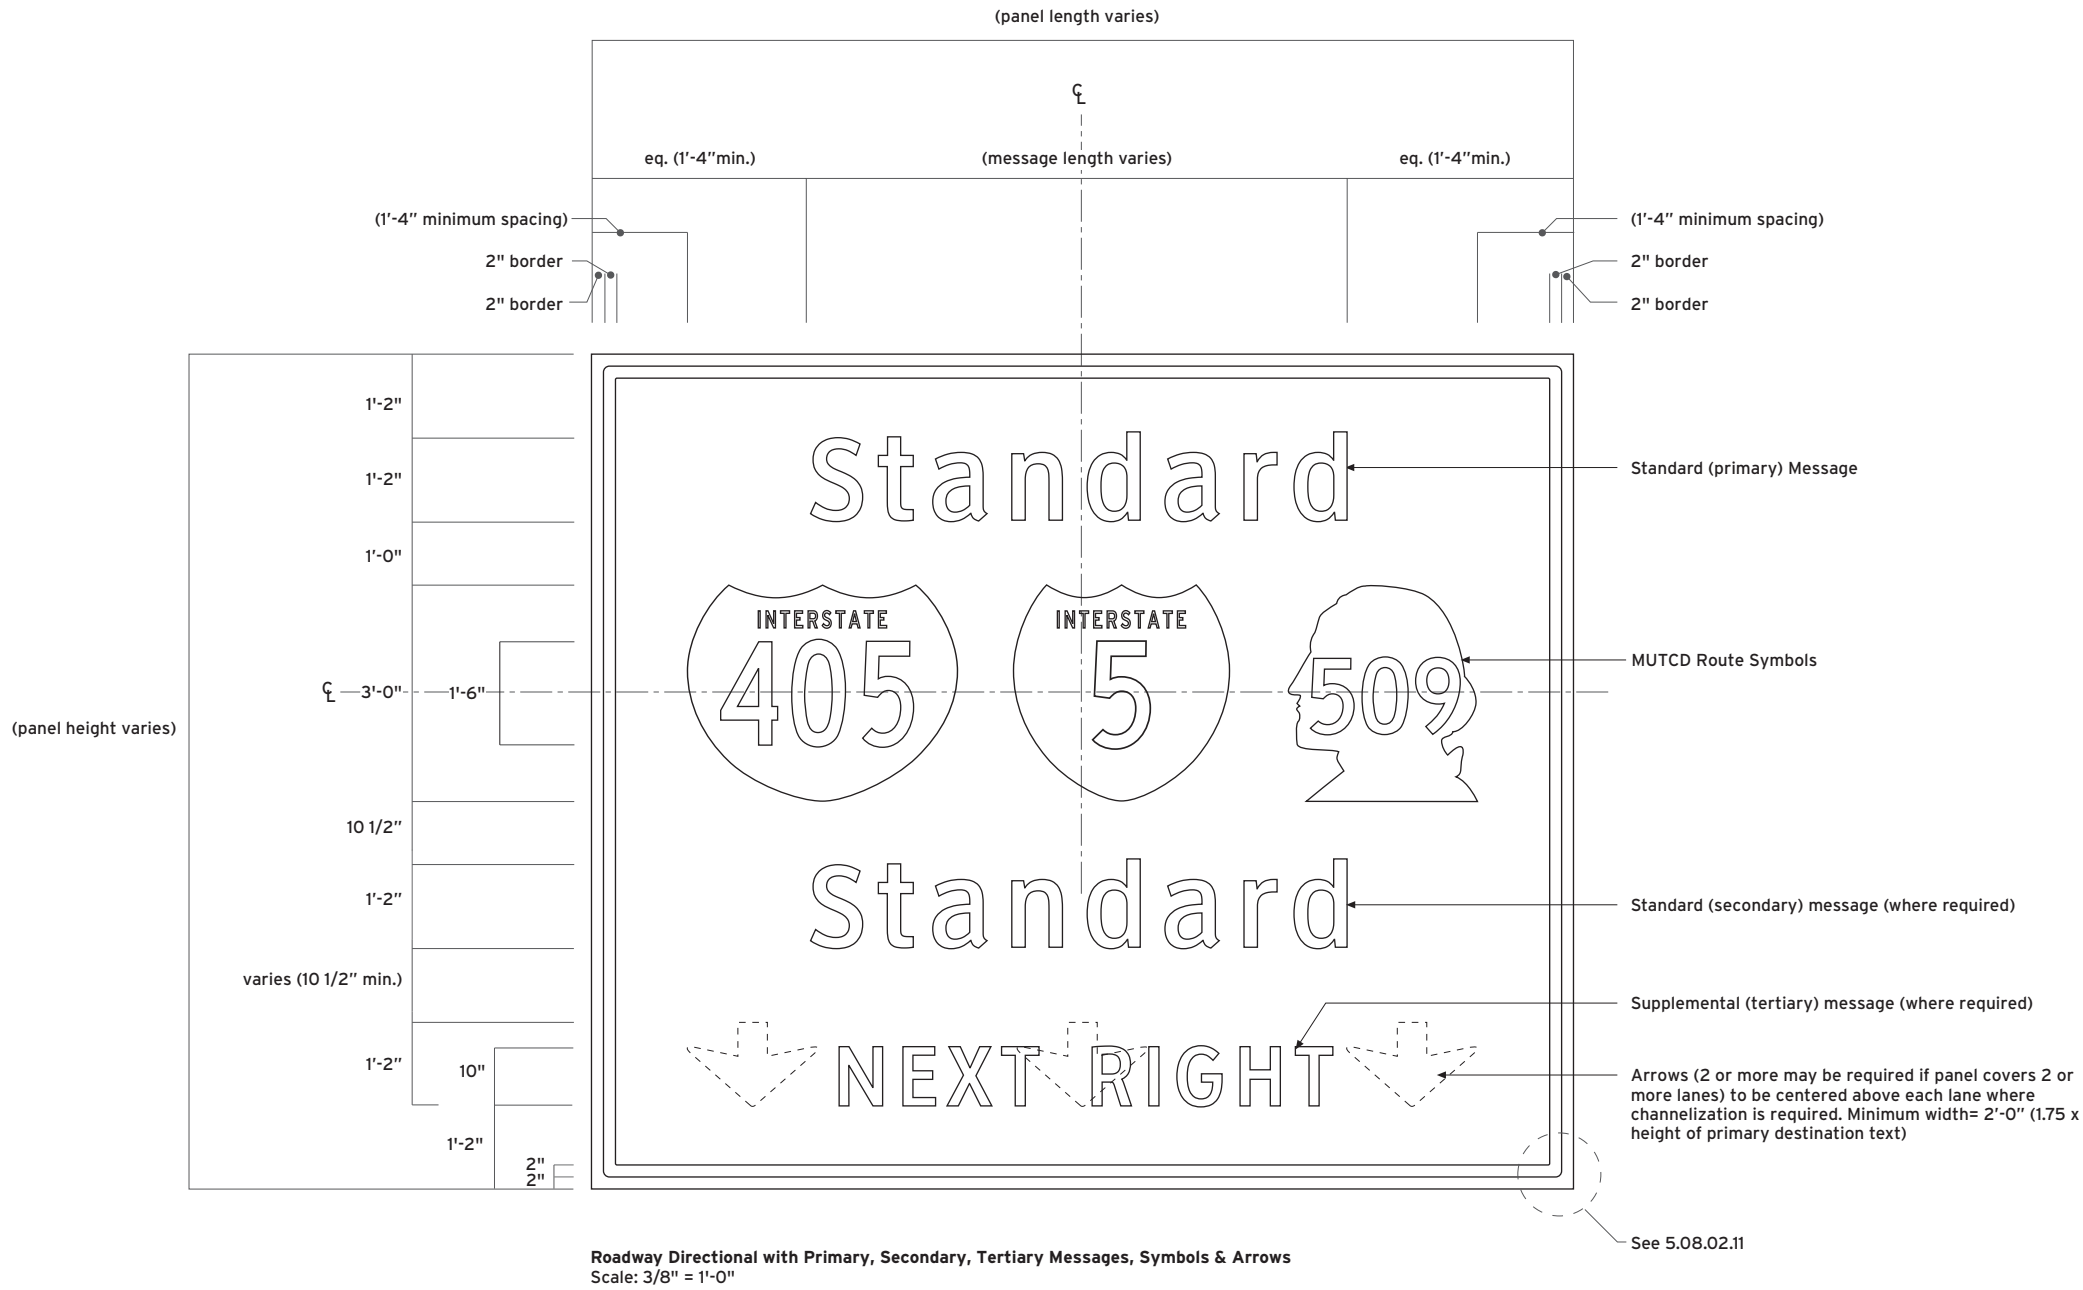 (panel length varies)
℄
eq. (1′-4″min.)
(message length varies)
eq. (1′-4″min.)
(1′-4″ minimum spacing)
(1′-4″ minimum spacing)
2" border
2" border
2" border
2" border
1'-2"
Standard
1′-2"
Standard (primary) Message
1′-0"
INTERSTATE
405
INTERSTATE
5
509
MUTCD Route Symbols
℄
3′-0"
1′-6"
(panel height varies)
10 1/2″
1′-2"
Standard
Standard (secondary) message (where required)
varies (10 1/2″ min.)
Supplemental (tertiary) message (where required)
1′-2"
10"
NEXT RIGHT
Arrows (2 or more may be required if panel covers 2 or
more lanes) to be centered above each lane where
channelization is required. Minimum width= 2′-0″ (1.75 x
height of primary destination text)
1'-2"
2"
2"
See 5.08.02.11
Roadway Directional with Primary, Secondary, Tertiary Messages, Symbols & Arrows
Scale: 3/8" = 1'-0"